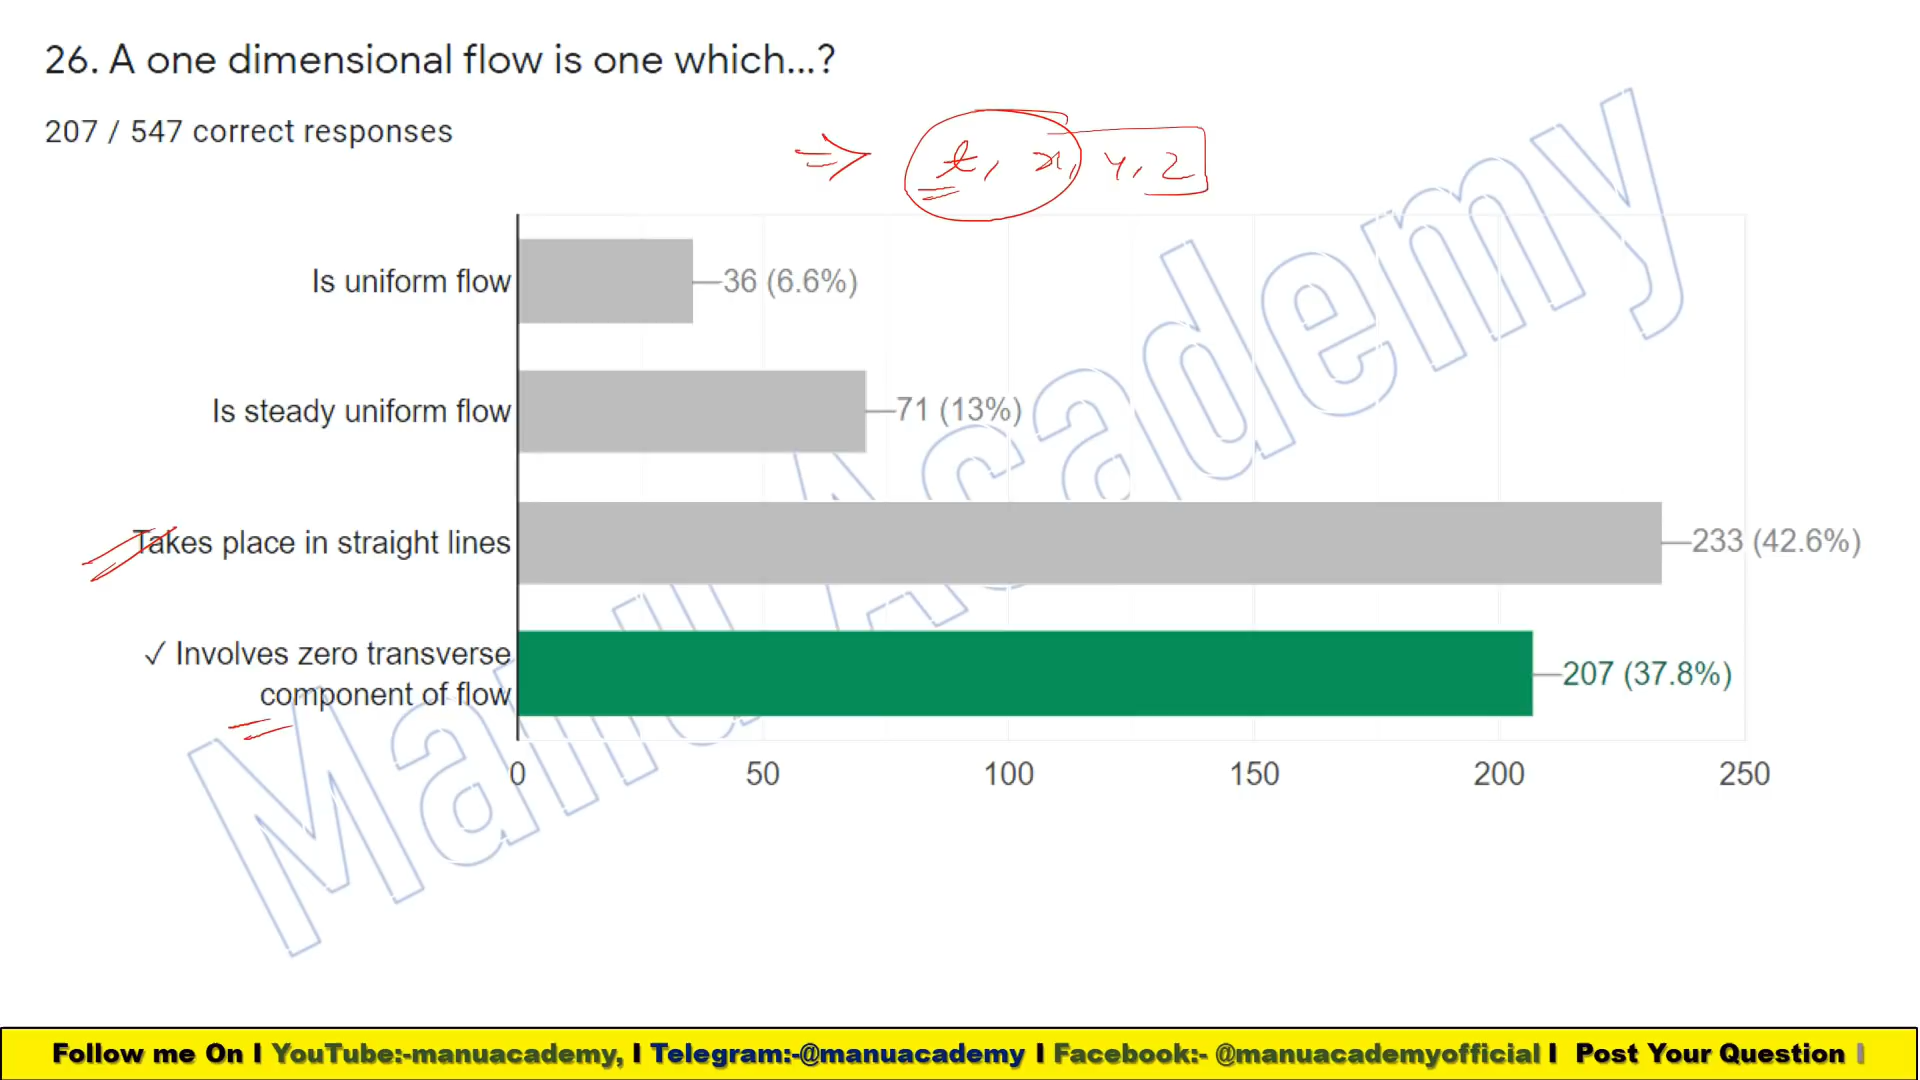 26. A one dimensional flow is one which...?
207 / 547 correct responses
⇒ t, x, y, z
Is uniform flow
36 (6.6%)
Is steady uniform flow
71 (13%)
Takes place in straight lines
233 (42.6%)
✓ Involves zero transverse
component of flow
207 (37.8%)
0 50 100 150 200 250
Manu Academy
Follow me On I YouTube:-manuacademy, I Telegram:-@manuacademy I Facebook:- @manuacademyofficial I Post Your Question I